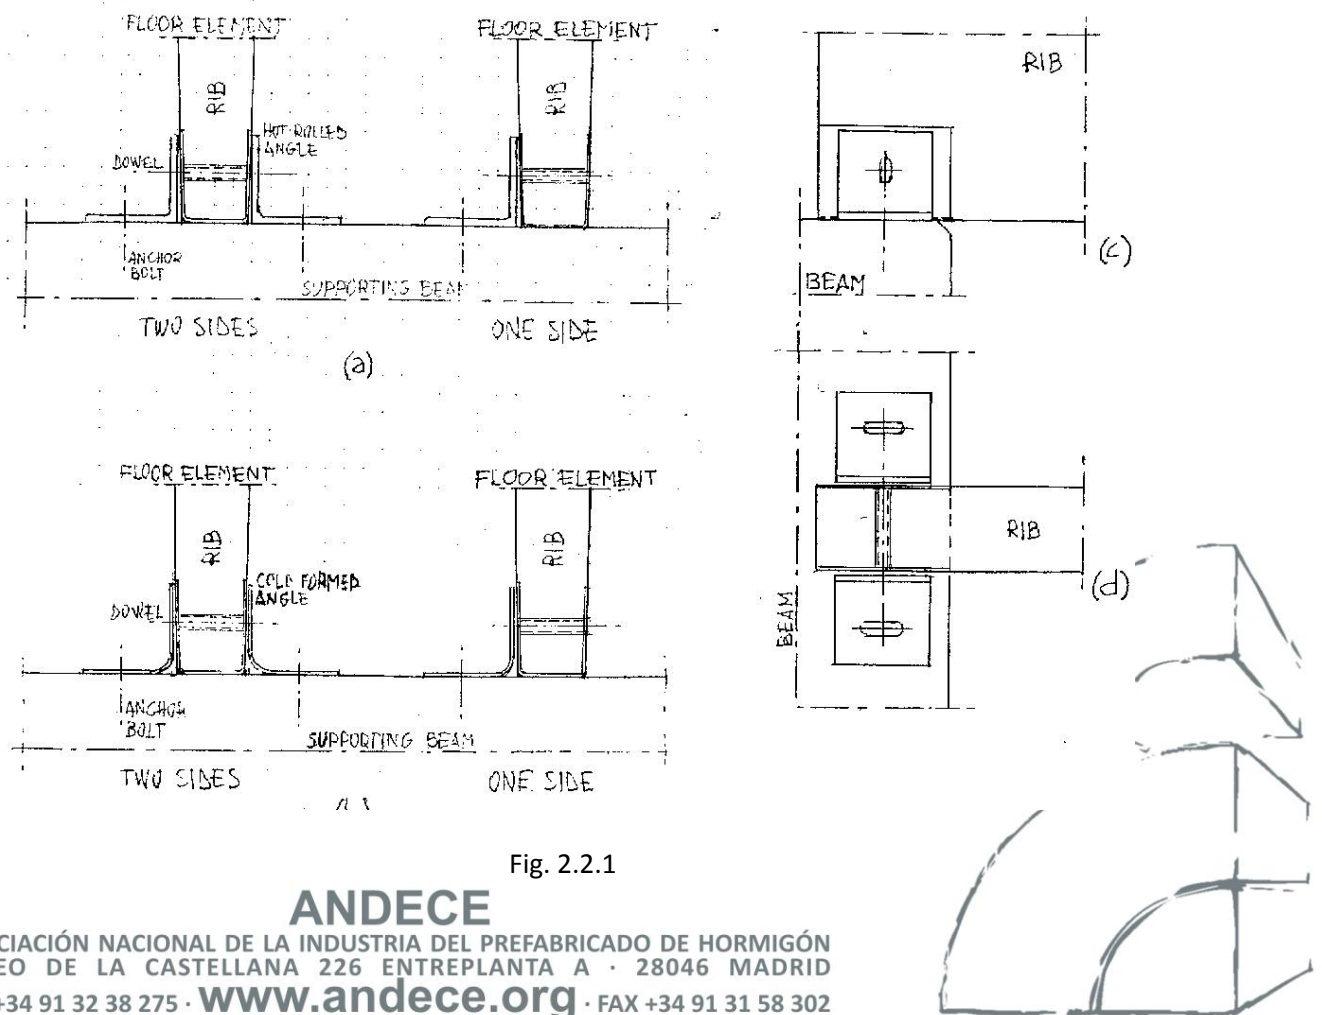 FLOOR ELEMENT
RIB
HOT-ROLLED
ANGLE
DOWEL
ANCHOR
BOLT
TWO SIDES
FLOOR ELEMENT
RIB
SUPPORTING BEAM
ONE SIDE
(a)
RIB
BEAM
(c)
FLOOR ELEMENT
RIB
COLD FORMED
ANGLE
DOWEL
ANCHOR
BOLT
TWO SIDES
FLOOR ELEMENT
RIB
SUPPORTING BEAM
ONE SIDE
RIB
BEAM
(d)
Fig. 2.2.1
ANDECE
CIACIÓN NACIONAL DE LA INDUSTRIA DEL PREFABRICADO DE HORMIGÓN
EO DE LA CASTELLANA 226 ENTREPLANTA A · 28046 MADRID
+34 91 32 38 275 · www.andece.org · FAX +34 91 31 58 302